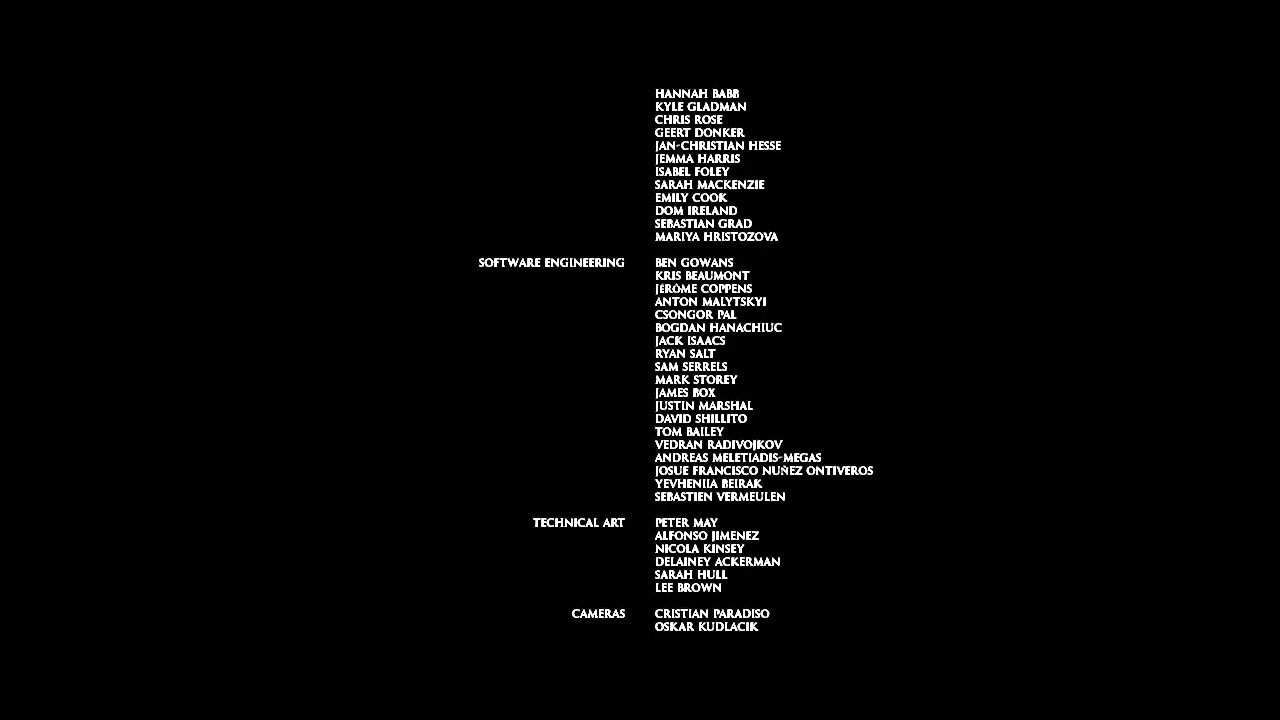 HANNAH BABB
KYLE GLADMAN
CHRIS ROSE
GEERT DONKER
JAN-CHRISTIAN HESSE
JEMMA HARRIS
ISABEL FOLEY
SARAH MACKENZIE
EMILY COOK
DOM IRELAND
SEBASTIAN GRAD
MARIYA HRISTOZOVA
SOFTWARE ENGINEERING BEN GOWANS
KRIS BEAUMONT
JÉRÔME COPPENS
ANTON MALYTSKYI
CSONGOR PAL
BOGDAN HANACHIUC
JACK ISAACS
RYAN SALT
SAM SERRELS
MARK STOREY
JAMES BOX
JUSTIN MARSHAL
DAVID SHILLITO
TOM BAILEY
VEDRAN RADIVOJKOV
ANDREAS MELETIADIS-MEGAS
JOSUE FRANCISCO NUÑEZ ONTIVEROS
YEVHENIIA BEIRAK
SEBASTIEN VERMEULEN
TECHNICAL ART PETER MAY
ALFONSO JIMENEZ
NICOLA KINSEY
DELAINEY ACKERMAN
SARAH HULL
LEE BROWN
CAMERAS CRISTIAN PARADISO
OSKAR KUDLACIK